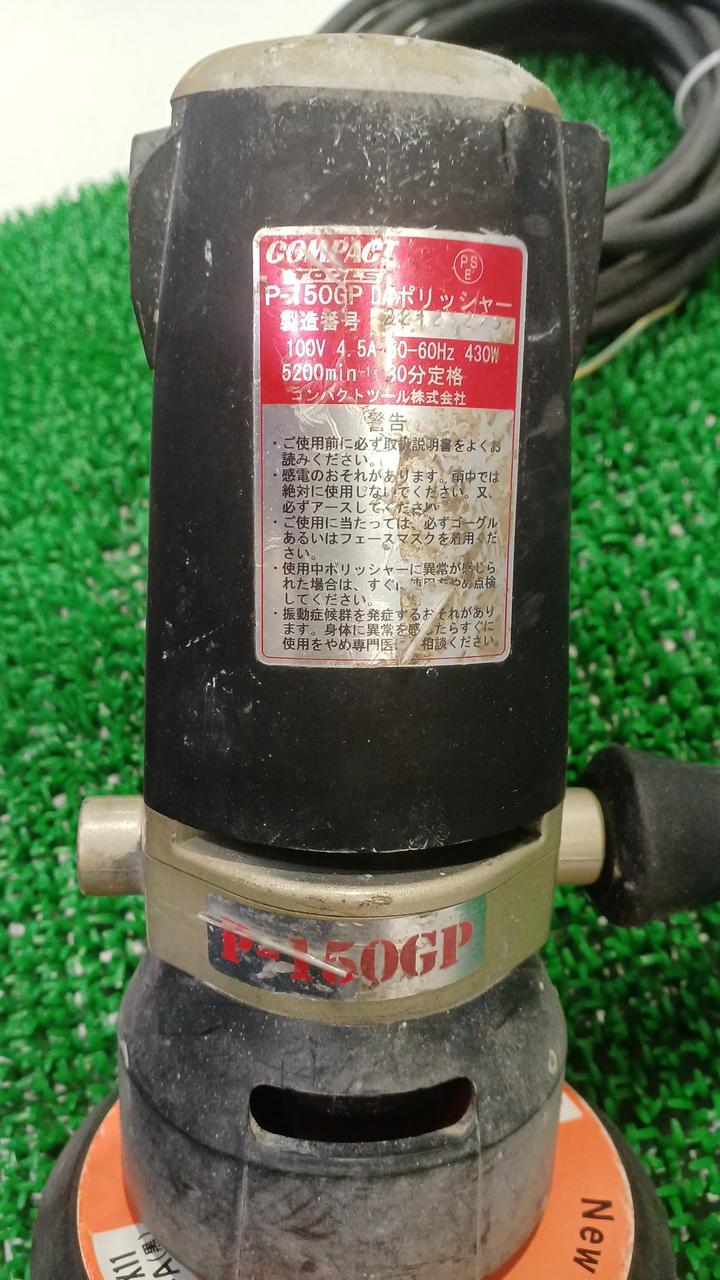 COMPACT
TOOLS
PS
E
P-150GP DAポリッシャー
製造番号
100V 4.5A 50-60Hz 430W
5200min⁻¹ 30分定格
コンパクトツール株式会社
警告
・ご使用前に必ず取扱説明書をよくお
読みください。
・感電のおそれがあります。雨中では
絶対に使用しないでください。又、
必ずアースしてください
・ご使用に当たっては、必ずゴーグル
あるいはフェースマスクを着用くだ
さい。
・使用中ポリッシャーに異常が感じら
れた場合は、すぐに使用をやめ点検
してください。
・振動症候群を発症するおそれがあり
ます。身体に異常を感じたらすぐに
使用をやめ専門医に相談ください。
P-150GP
New